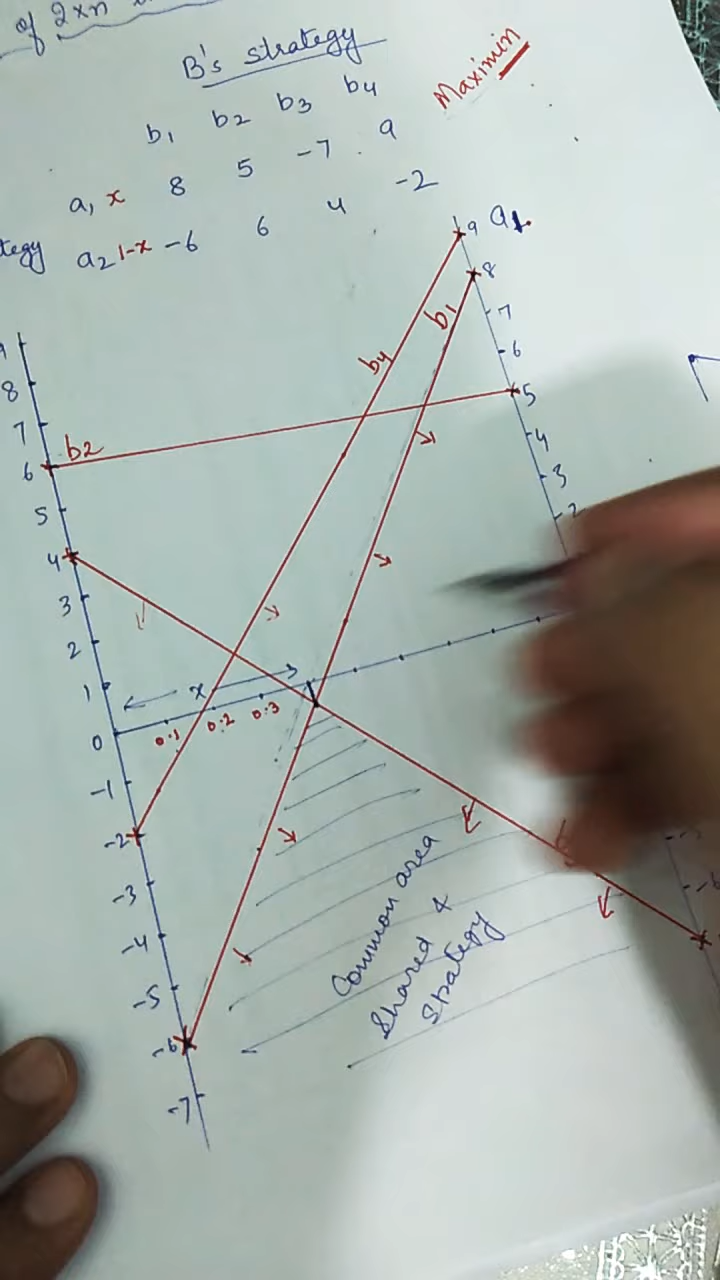 of 2xn
B's strategy
Maximin
b1 b2 b3 b4
a1 x 8 5 -7 9
tegy a2 1-x -6 6 4 -2
9 a1.
8
7
6
5
4
3
2
b4
b1
b2
9
8
7
6
5
4
3
2
1
0
-1
-2
-3
-4
-5
-6
-7
x
0.1 0.2 0.3
-6
Common area
Shared &
strategy